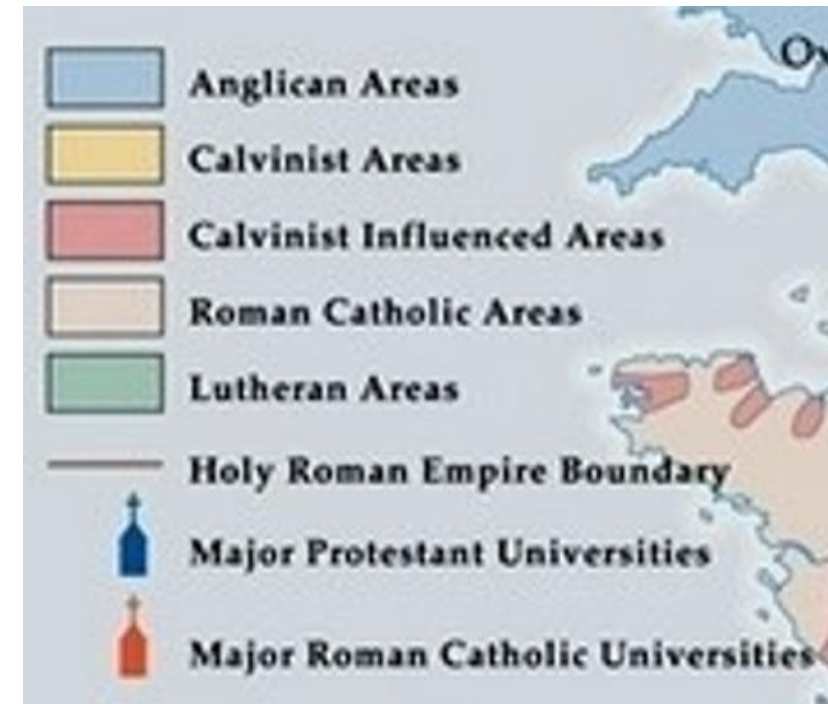 Ox
Anglican Areas
Calvinist Areas
Calvinist Influenced Areas
Roman Catholic Areas
Lutheran Areas
Holy Roman Empire Boundary
Major Protestant Universities
Major Roman Catholic Universities